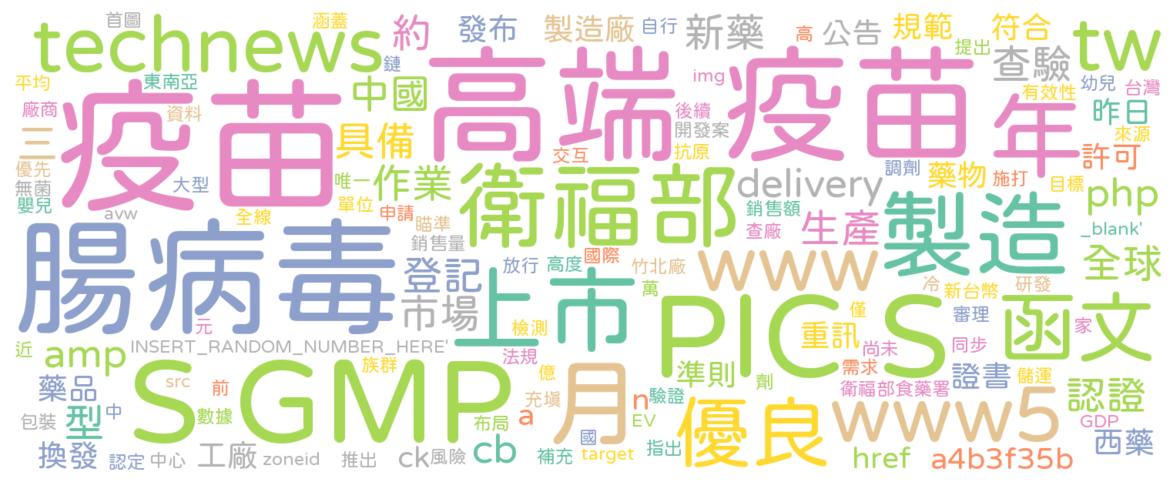 首圖
涵蓋
technews
鏈
約
發布
製造廠
自行
新藥
高
公告
規範
提出
符合
tw
平均
東南亞
中國
高端
img
疫苗
查驗
有效性
幼兒
台灣
廠商
資料
疫苗
三
具備
後續
開發案
年
昨日
來源
優先
無菌
嬰兒
大型
唯一
作業
交互
抗原
調劑
藥物
施打
目標
許可
avw
全線
單位
申請
衛福部
delivery
銷售額
查廠
生產
製造
php
_blank'
腸病毒
瞄準
銷售量
登記
放行
高度
國際
竹北廠
www
全球
市場
上市
檢測
萬
PICS
冷
新台幣
研發
函文
元
近
amp
INSERT_RANDOM_NUMBER_HERE'
法規
億
僅
重訊
尚未
審理
同步
家
需求
藥品
src
前
族群
SGMP
充塡
月
劑
準則
衛福部食藥署
證書
儲運
驗證
型
中
數據
布局
a
n
EV
優良
www5
認證
GDP
包裝
換發
認定
中心
工廠
zoneid
推出
ck
風險
cb
補充
國
target
指出
href
a4b3f35b
西藥